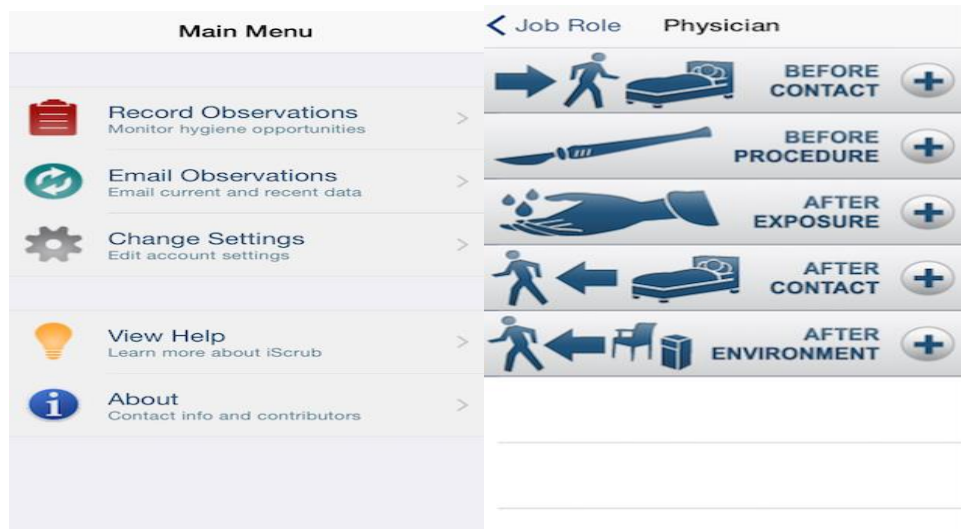 Main Menu
Record Observations
Monitor hygiene opportunities
Email Observations
Email current and recent data
Change Settings
Edit account settings
View Help
Learn more about iScrub
About
Contact info and contributors
Job Role Physician
BEFORE
CONTACT
BEFORE
PROCEDURE
AFTER
EXPOSURE
AFTER
CONTACT
AFTER
ENVIRONMENT